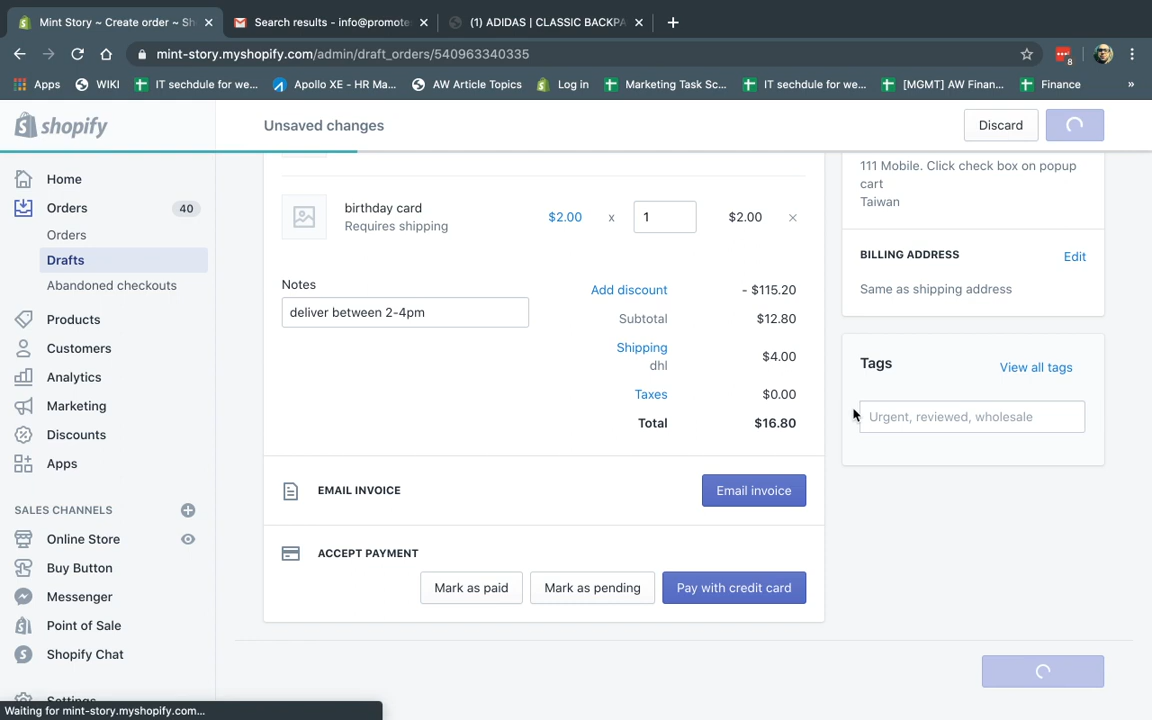 Mint Story ~ Create order ~ Sh
Search results - info@promote
(1) ADIDAS | CLASSIC BACKPA
mint-story.myshopify.com/admin/draft_orders/540963340335
8
Apps
WIKI
IT sechdule for we...
Apollo XE - HR Ma...
AW Article Topics
Log in
Marketing Task Sc...
IT sechdule for we...
[MGMT] AW Finan...
Finance
»
shopify
Unsaved changes
Discard
Home
Orders
40
Orders
Drafts
Abandoned checkouts
Products
Customers
Analytics
Marketing
Discounts
Apps
SALES CHANNELS
Online Store
Buy Button
Messenger
Point of Sale
Shopify Chat
Settings
Waiting for mint-story.myshopify.com...
birthday card
Requires shipping
$2.00 x 1 $2.00
Notes
deliver between 2-4pm
Add discount - $115.20
Subtotal $12.80
Shipping
dhl
$4.00
Taxes $0.00
Total $16.80
EMAIL INVOICE
Email invoice
ACCEPT PAYMENT
Mark as paid
Mark as pending
Pay with credit card
111 Mobile. Click check box on popup
cart
Taiwan
BILLING ADDRESS
Edit
Same as shipping address
Tags
View all tags
Urgent, reviewed, wholesale